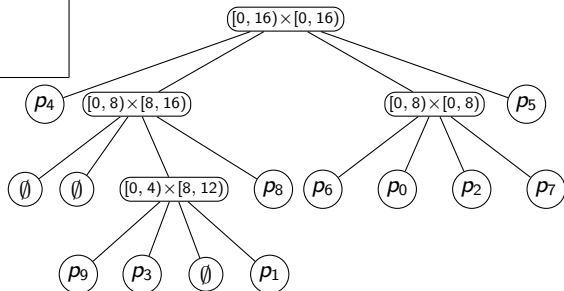 [0, 16)×[0, 16)
p4 [0, 8)×[8, 16) [0, 8)×[0, 8) p5
∅ ∅ [0, 4)×[8, 12) p8 p6 p0 p2 p7
p9 p3 ∅ p1